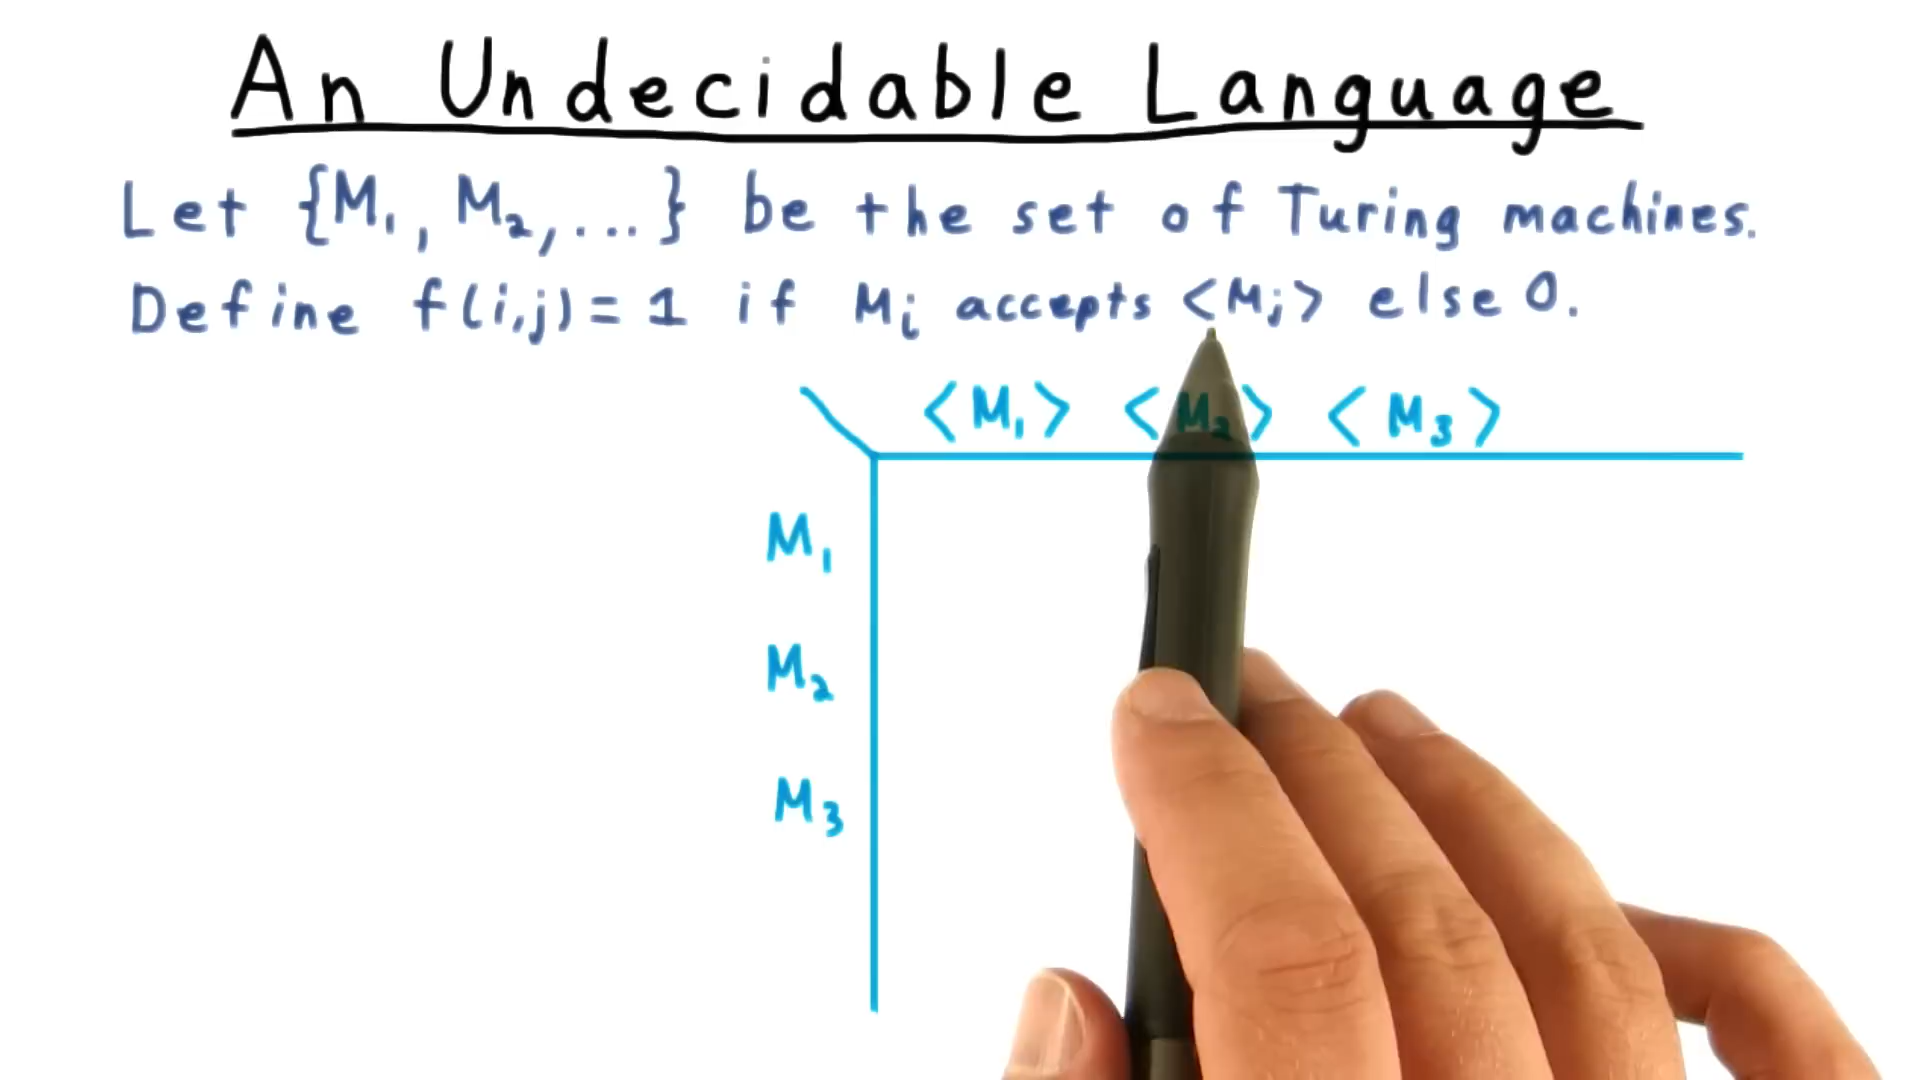 An Undecidable Language
Let {M₁, M₂, ...} be the set of Turing machines.
Define f(i,j) = 1 if Mᵢ accepts <Mⱼ> else 0.
<M₁> <M₂> <M₃>
M₁
M₂
M₃